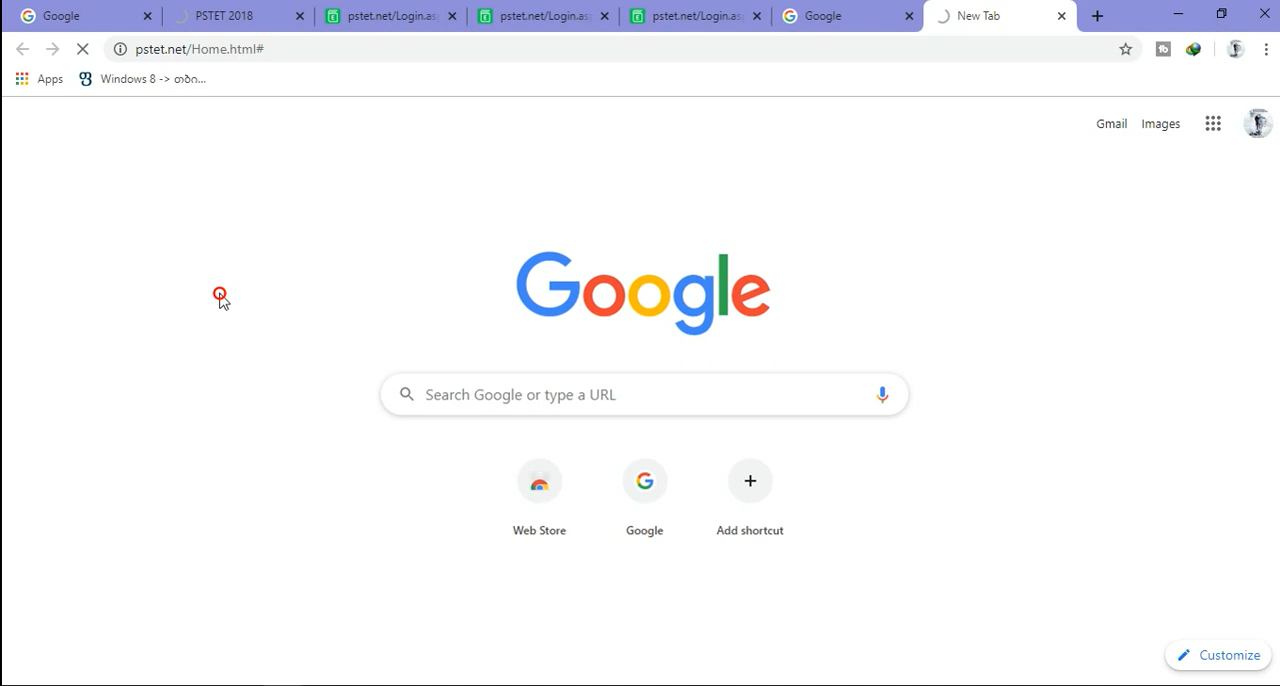 Google
PSTET 2018
pstet.net/Login.as
pstet.net/Login.as
pstet.net/Login.as
Google
New Tab
pstet.net/Home.html#
Apps
Windows 8 ->
Gmail
Images
Google
Search Google or type a URL
Web Store
Google
Add shortcut
Customize